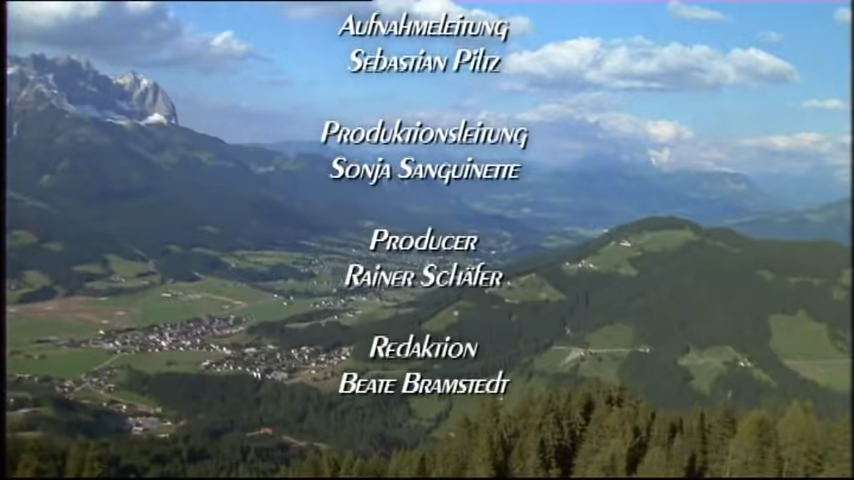 Aufnahmeleitung
Sebastian Piltz
Produktionsleitung
Sonja Sanguinette
Producer
Rainer Schäfer
Redaktion
Beate Bramstedt